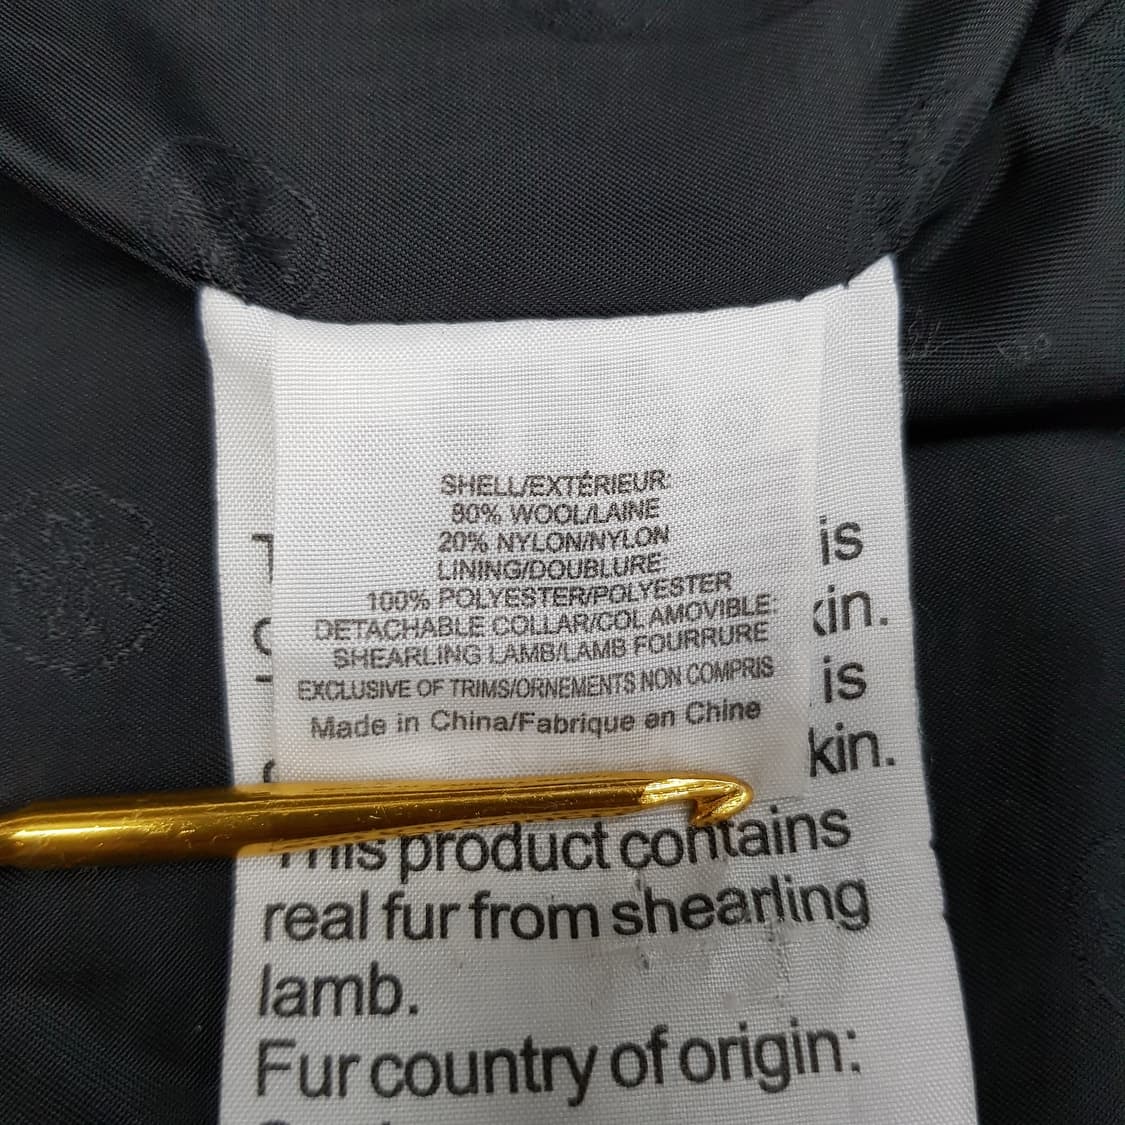 SHELL/EXTÉRIEUR:
80% WOOL/LAINE
20% NYLON/NYLON
LINING/DOUBLURE:
100% POLYESTER/POLYESTER
DETACHABLE COLLAR/COL AMOVIBLE:
SHEARLING LAMB/LAMB FOURRURE
EXCLUSIVE OF TRIMS/ORNEMENTS NON COMPRIS
Made in China/Fabrique en Chine
is
is
This product contains
real fur from shearling
lamb.
Fur country of origin: